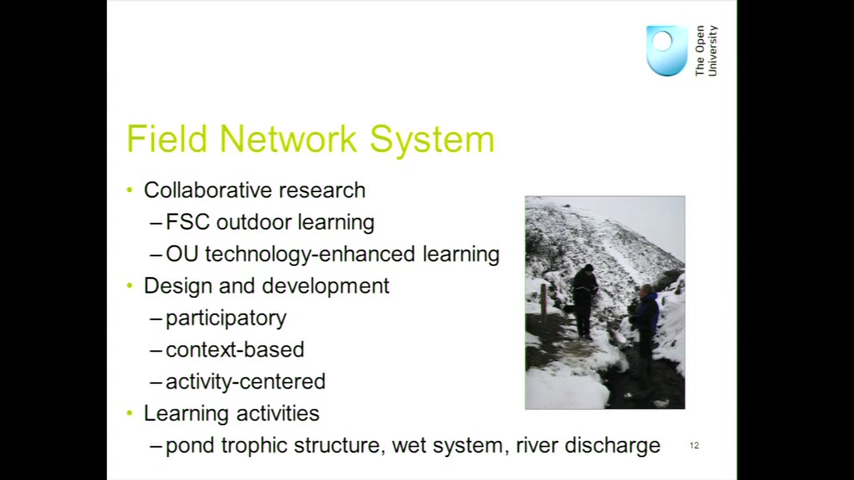 The Open
University
Field Network System
• Collaborative research
–FSC outdoor learning
–OU technology-enhanced learning
• Design and development
–participatory
–context-based
–activity-centered
• Learning activities
–pond trophic structure, wet system, river discharge
12